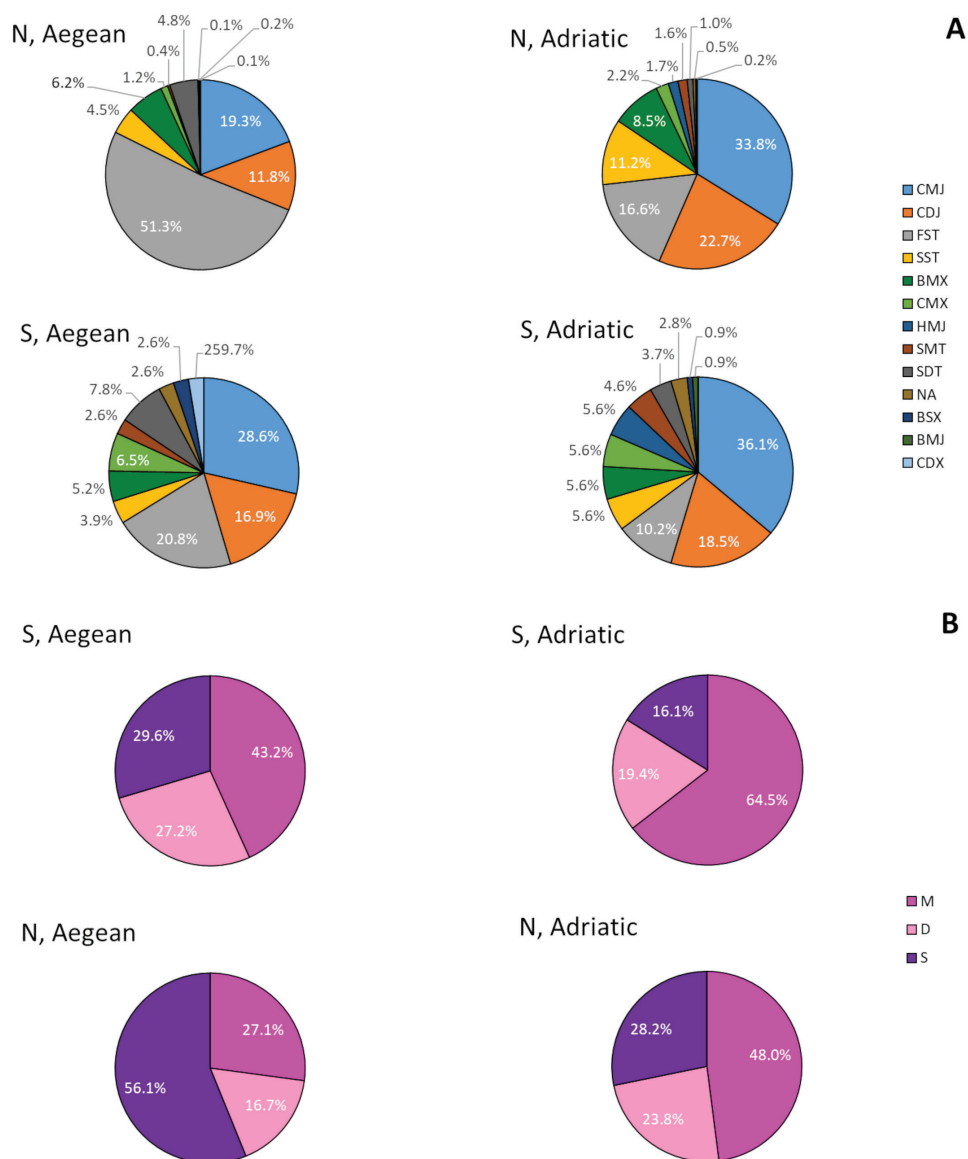 A
N, Aegean
4.8%
0.1%
0.2%
0.4%
0.1%
1.2%
6.2%
4.5%
19.3%
11.8%
51.3%
N, Adriatic
1.0%
1.6%
0.5%
1.7%
0.2%
2.2%
8.5%
33.8%
11.2%
16.6%
22.7%
CMJ
CDJ
FST
SST
BMX
CMX
HMJ
SMT
SDT
NA
BSX
BMJ
CDX
S, Aegean
2.6%
259.7%
2.6%
7.8%
2.6%
28.6%
6.5%
5.2%
16.9%
3.9%
20.8%
S, Adriatic
2.8%
0.9%
3.7%
0.9%
4.6%
5.6%
36.1%
5.6%
5.6%
5.6%
10.2%
18.5%
B
S, Aegean
29.6%
43.2%
27.2%
S, Adriatic
16.1%
19.4%
64.5%
N, Aegean
27.1%
56.1%
16.7%
N, Adriatic
28.2%
48.0%
23.8%
M
D
S